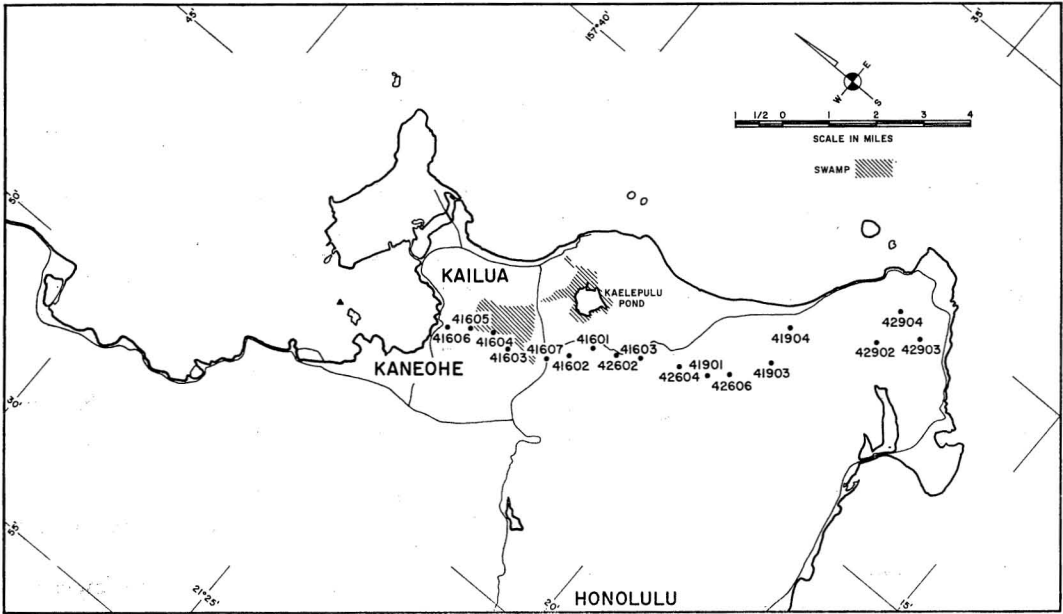 45'
157°40'
35'
E
W
S
1 1/2 0 1 2 3 4
SCALE IN MILES
SWAMP
50'
KAILUA
KAELEPULU
POND
41605
41606
41604
41603
41607
41601
41603
41602
42602
41904
42904
41901
41903
42902
42903
42604
42606
KANEOHE
30'
55'
21°25'
20'
HONOLULU
15'